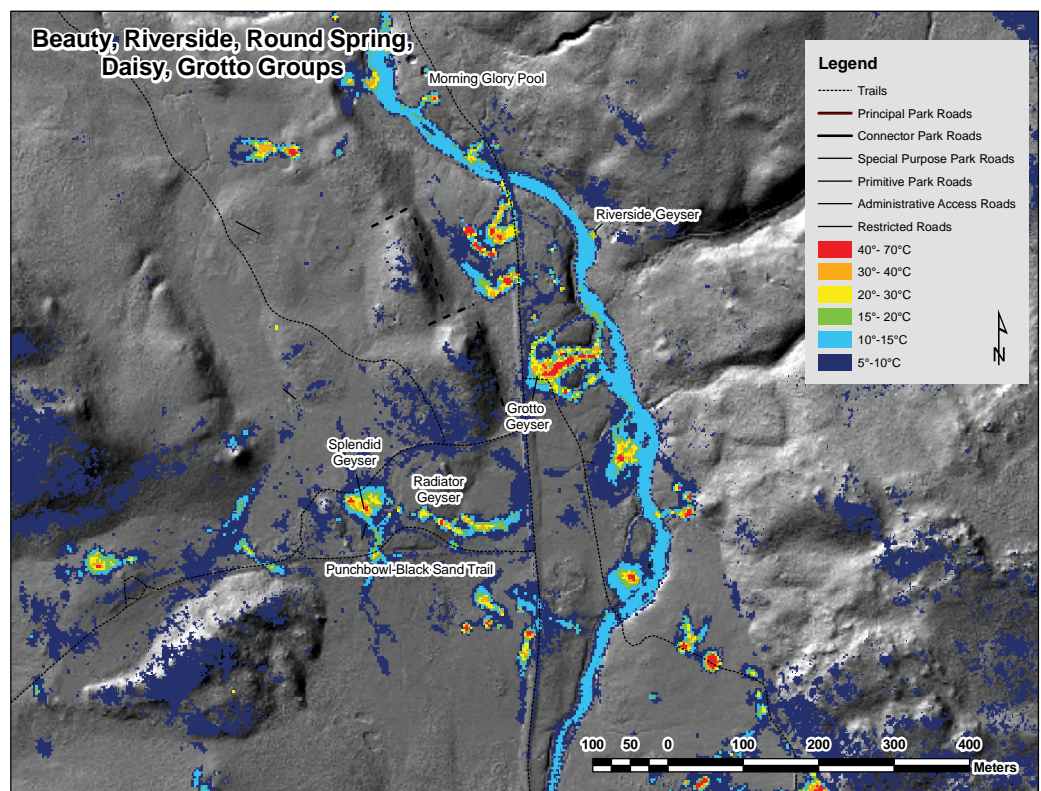 Beauty, Riverside, Round Spring,
Daisy, Grotto Groups
Morning Glory Pool
Riverside Geyser
Grotto
Geyser
Splendid
Geyser
Radiator
Geyser
Punchbowl-Black Sand Trail
Legend
Trails
Principal Park Roads
Connector Park Roads
Special Purpose Park Roads
Primitive Park Roads
Administrative Access Roads
Restricted Roads
40°- 70°C
30°- 40°C
20°- 30°C
15°- 20°C
10°-15°C
5°-10°C
N
100 50 0 100 200 300 400
Meters